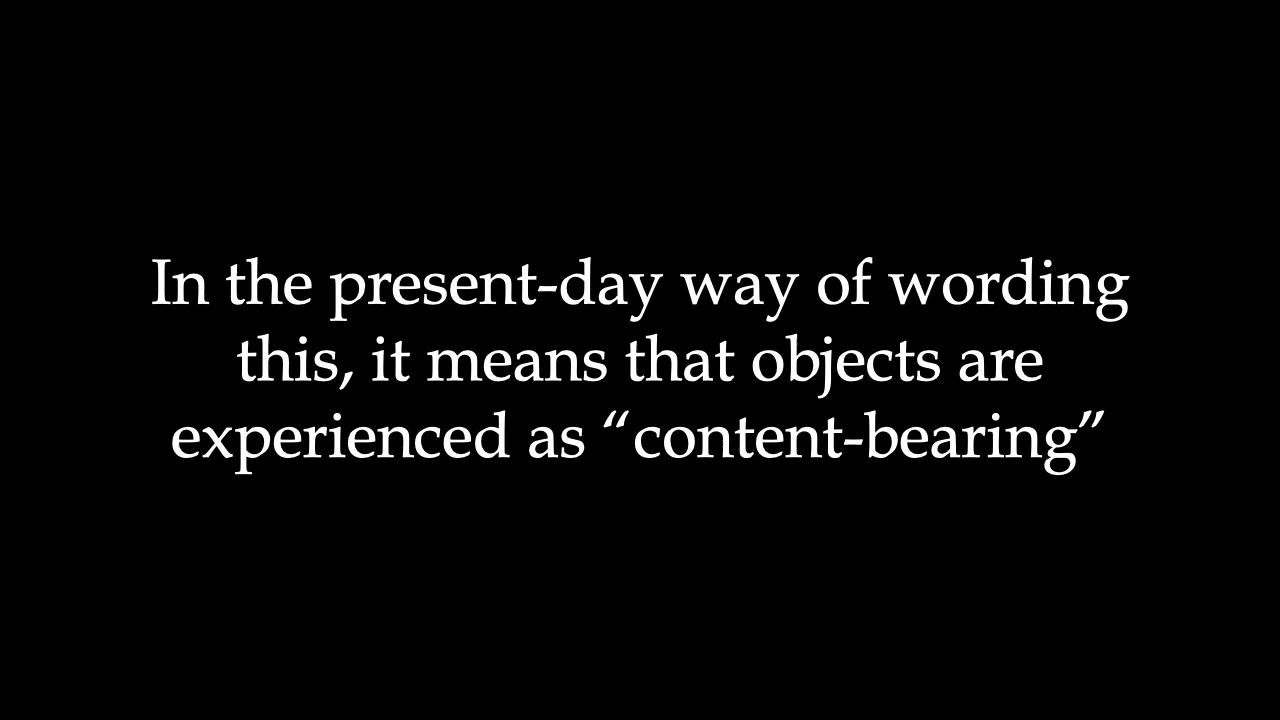 In the present-day way of wording
this, it means that objects are
experienced as “content-bearing”